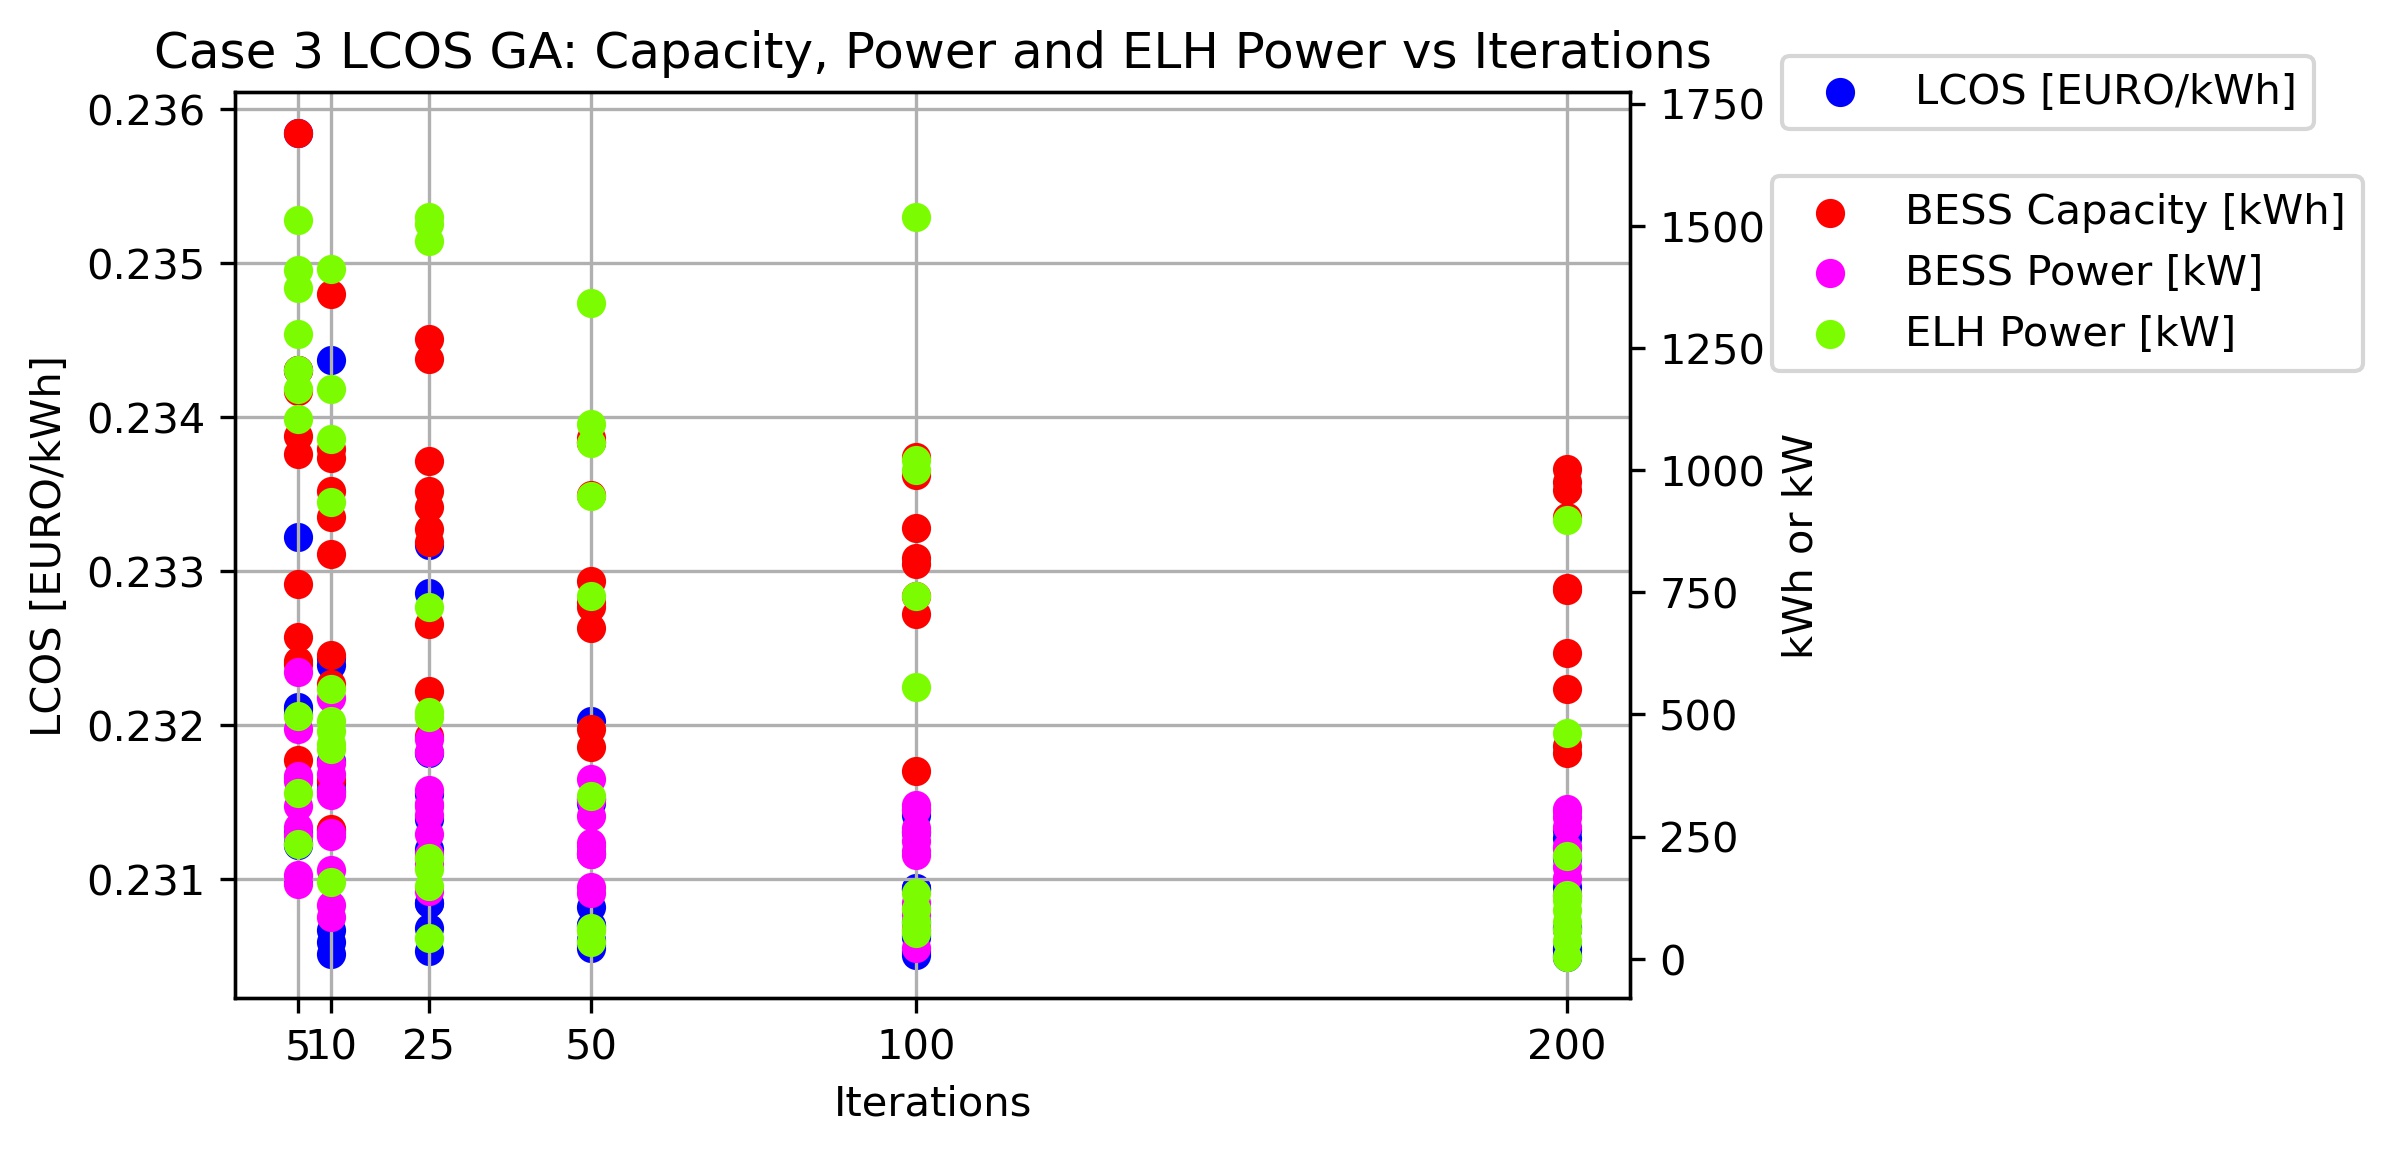 Case 3 LCOS GA: Capacity, Power and ELH Power vs Iterations
LCOS [EURO/kWh]
BESS Capacity [kWh]
BESS Power [kW]
ELH Power [kW]
LCOS [EURO/kWh]
0.236
0.235
0.234
0.233
0.232
0.231
1750
1500
1250
1000
750
500
250
0
kWh or kW
5 10 25 50 100 200
Iterations